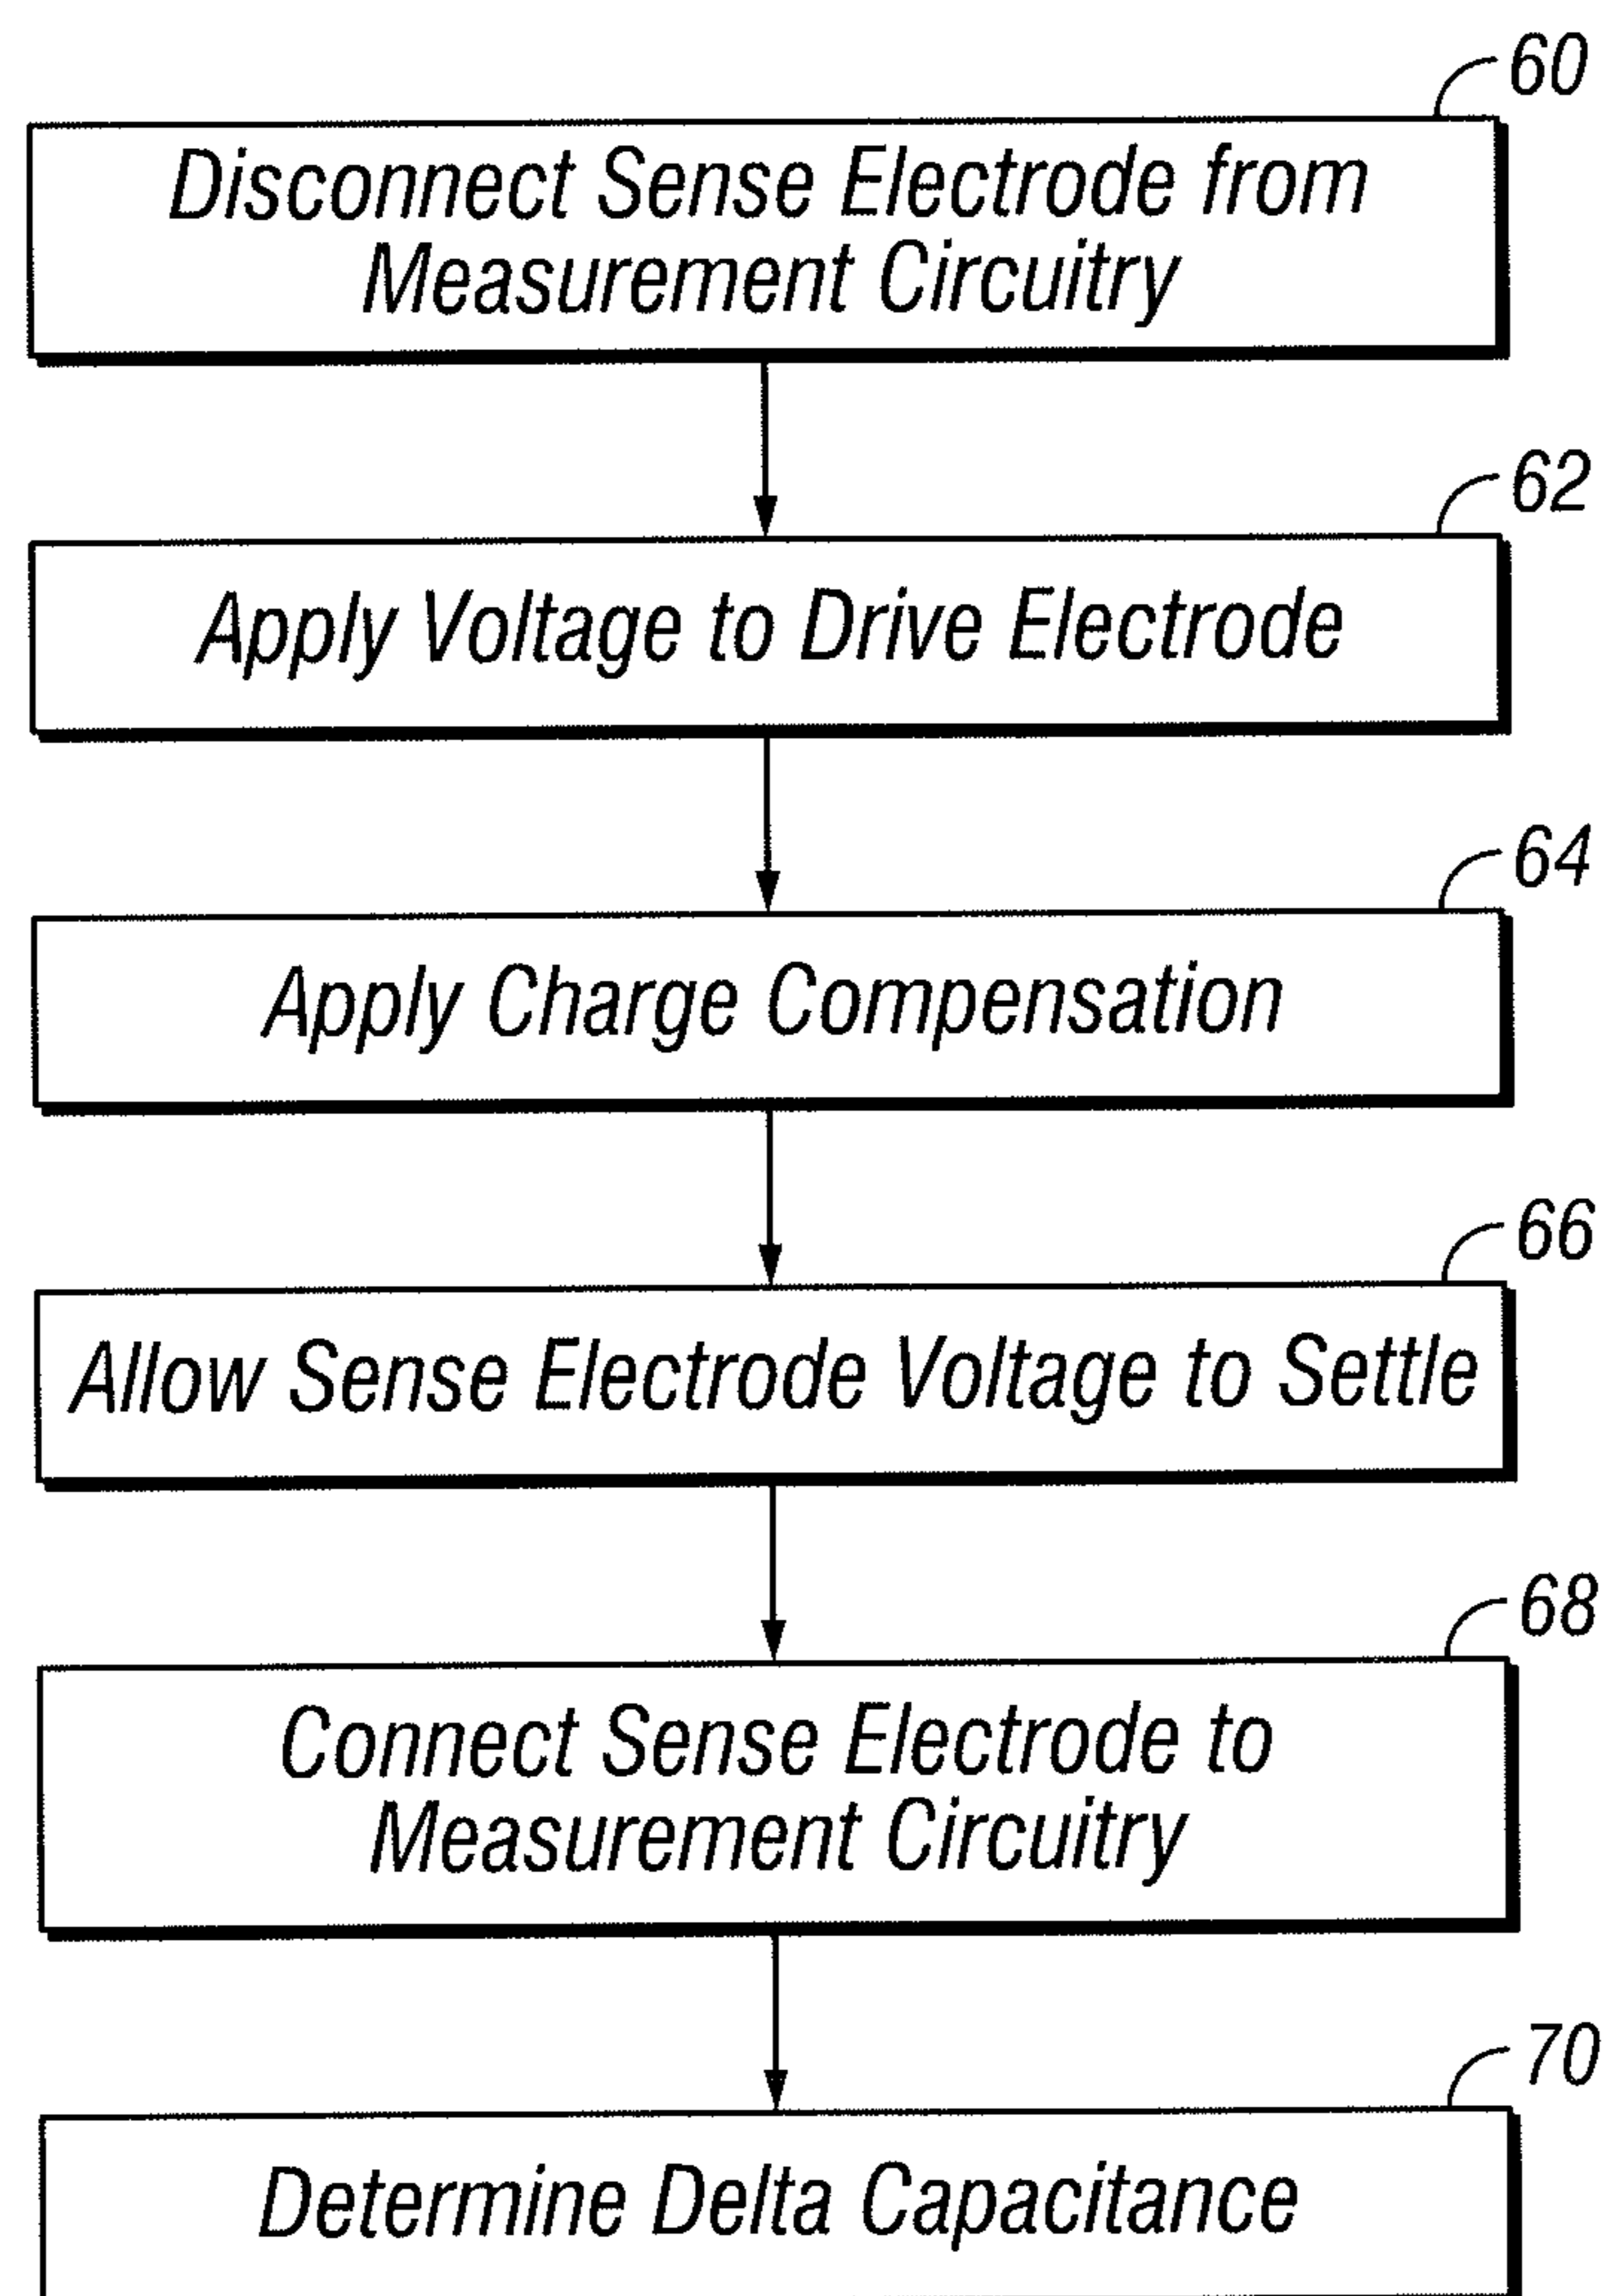 60
Disconnect Sense Electrode from
Measurement Circuitry
62
Apply Voltage to Drive Electrode
64
Apply Charge Compensation
66
Allow Sense Electrode Voltage to Settle
68
Connect Sense Electrode to
Measurement Circuitry
70
Determine Delta Capacitance